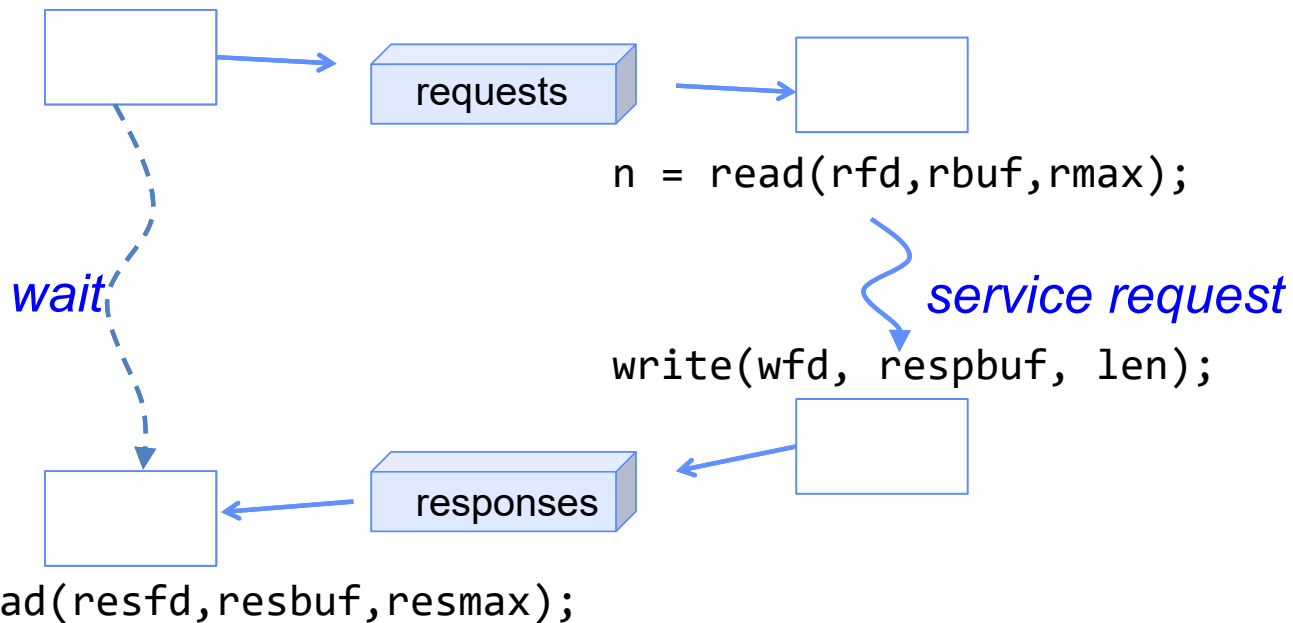 requests
n = read(rfd,rbuf,rmax);
wait
service request
write(wfd, respbuf, len);
responses
ad(resfd,resbuf,resmax);